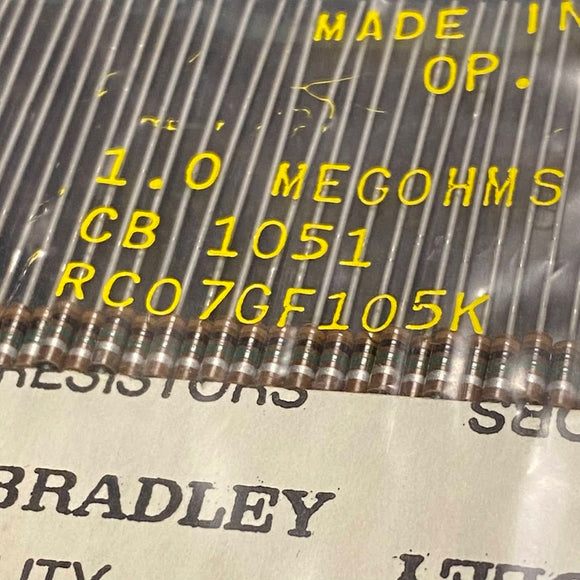 MADE IN
OP.
1.0 MEGOHMS
CB 1051
RC07GF105K
RESISTORS
BRADLEY